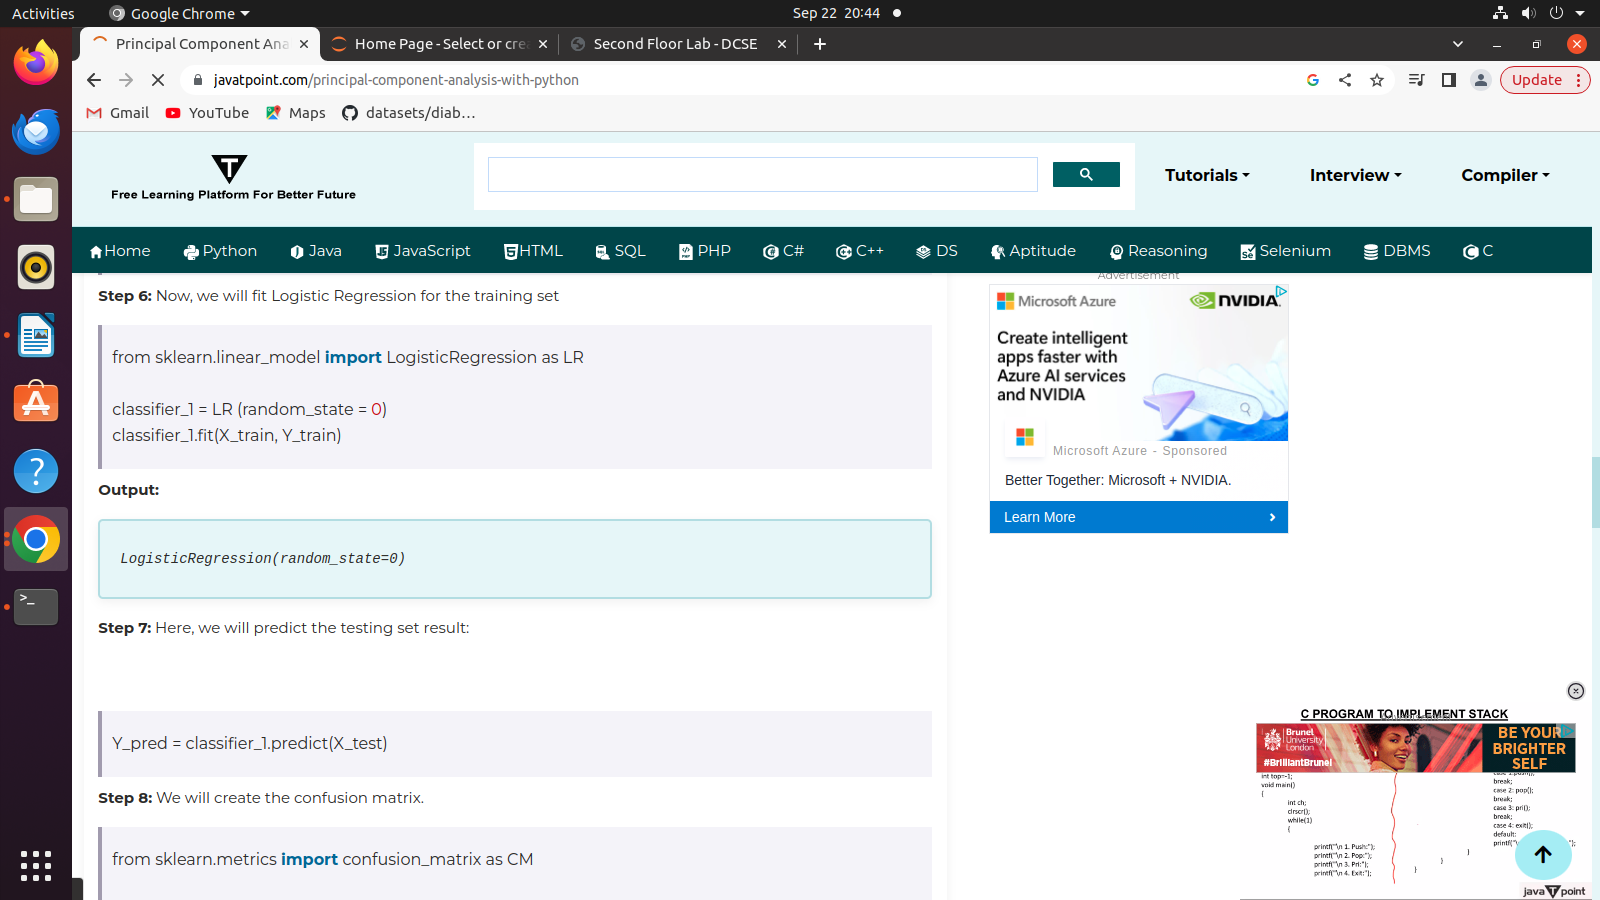 Activities
Google Chrome
Sep 22 20:44
Principal Component Ana
Home Page - Select or crea
Second Floor Lab - DCSE
javatpoint.com/principal-component-analysis-with-python
Update
Gmail
YouTube
Maps
datasets/diab…
T
Free Learning Platform For Better Future
Tutorials
Interview
Compiler
Home
Python
Java
JavaScript
HTML
SQL
PHP
C#
C++
DS
Aptitude
Reasoning
Selenium
DBMS
C
Step 6: Now, we will fit Logistic Regression for the training set
from sklearn.linear_model import LogisticRegression as LR
classifier_1 = LR (random_state = 0)
classifier_1.fit(X_train, Y_train)
Output:
LogisticRegression(random_state=0)
Step 7: Here, we will predict the testing set result:
Y_pred = classifier_1.predict(X_test)
Step 8: We will create the confusion matrix.
from sklearn.metrics import confusion_matrix as CM
Advertisement
Microsoft Azure
NVIDIA.
Create intelligent
apps faster with
Azure AI services
and NVIDIA
Microsoft Azure - Sponsored
Better Together: Microsoft + NVIDIA.
Learn More
C PROGRAM TO IMPLEMENT STACK
Brunel
University
London
#BrilliantBrunel
BE YOUR
BRIGHTER
SELF
int top=-1;
void main()
{
int ch;
clrscr();
while(1)
{
printf("\n 1. Push:");
printf("\n 2. Pop:");
printf("\n 3. Pri:");
printf("\n 4. Exit:");
break;
case 2: pop();
break;
case 3: pri();
break;
case 4: exit();
default:
}
}
}
java T point